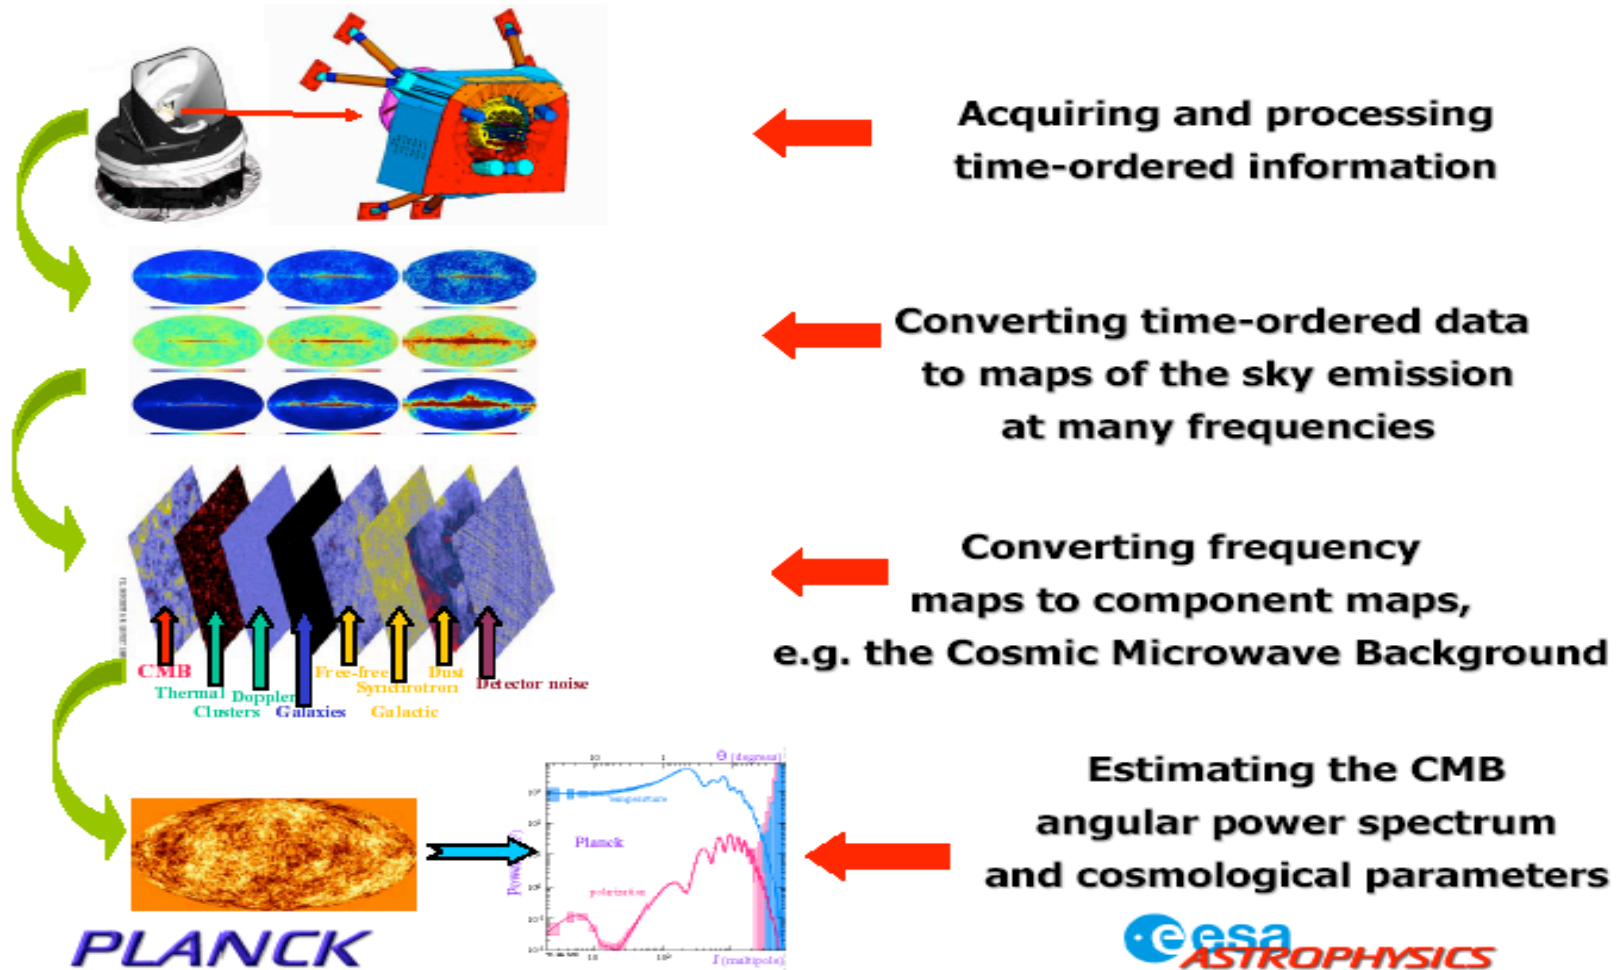 Acquiring and processing
time-ordered information
Converting time-ordered data
to maps of the sky emission
at many frequencies
Converting frequency
maps to component maps,
e.g. the Cosmic Microwave Background
CMB
Thermal
Clusters
Doppler
Galaxies
Free-free
Synchrotron
Galactic
Dust
Detector noise
Estimating the CMB
angular power spectrum
and cosmological parameters
Θ (degrees)
10 1
temperature
Planck
polarization
l (multipole)
PLANCK
esa
ASTROPHYSICS